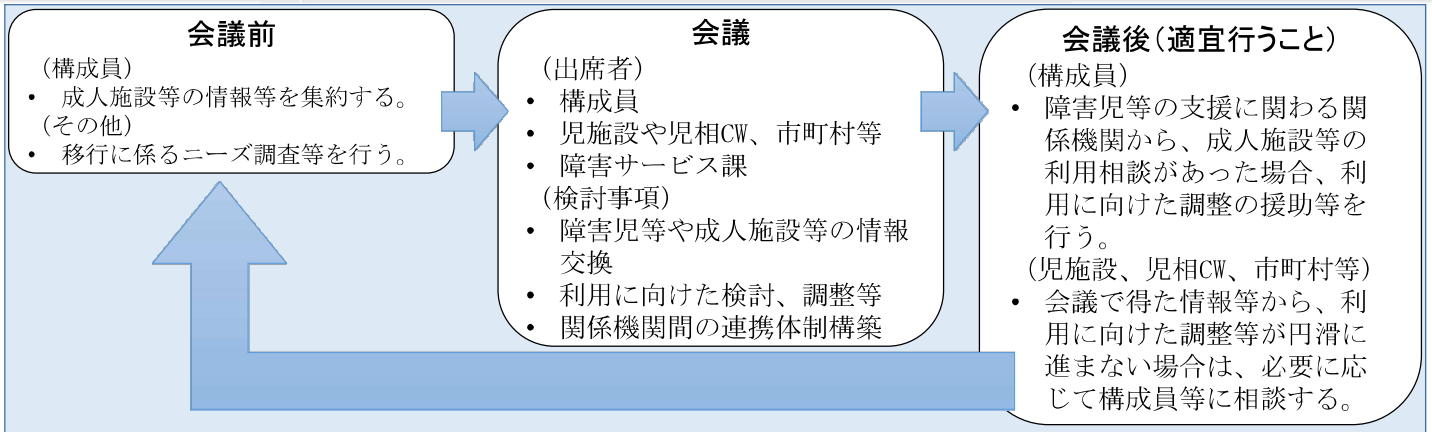 会議前
(構成員)
• 成人施設等の情報等を集約する。
(その他)
• 移行に係るニーズ調査等を行う。
会議
(出席者)
• 構成員
• 児施設や児相CW、市町村等
• 障害サービス課
(検討事項)
• 障害児等や成人施設等の情報
交換
• 利用に向けた検討、調整等
• 関係機関間の連携体制構築
会議後(適宜行うこと)
(構成員)
• 障害児等の支援に関わる関
係機関から、成人施設等の
利用相談があった場合、利
用に向けた調整の援助等を
行う。
(児施設、児相CW、市町村等)
• 会議で得た情報等から、利
用に向けた調整等が円滑に
進まない場合は、必要に応
じて構成員等に相談する。